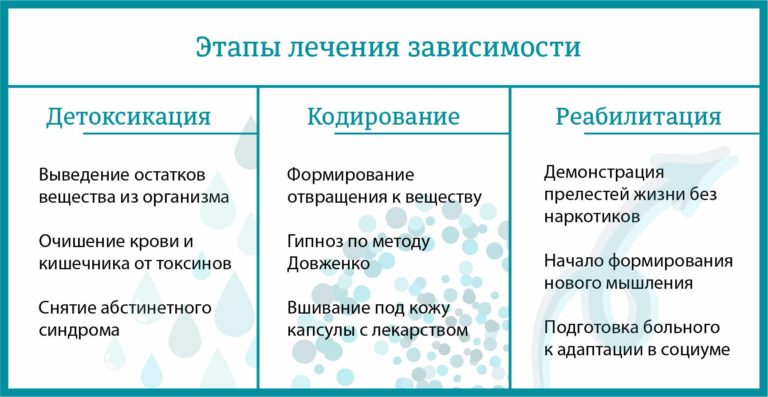 Этапы лечения зависимости
Детоксикация
Выведение остатков
вещества из организма
Очишение крови и
кишечника от токсинов
Снятие абстинетного
синдрома
Кодирование
Формирование
отвращения к веществу
Гипноз по методу
Довженко
Вшивание под кожу
капсулы с лекарством
Реабилитация
Демонстрация
прелестей жизни без
наркотиков
Начало формирования
нового мышления
Подготовка больного
к адаптации в социуме